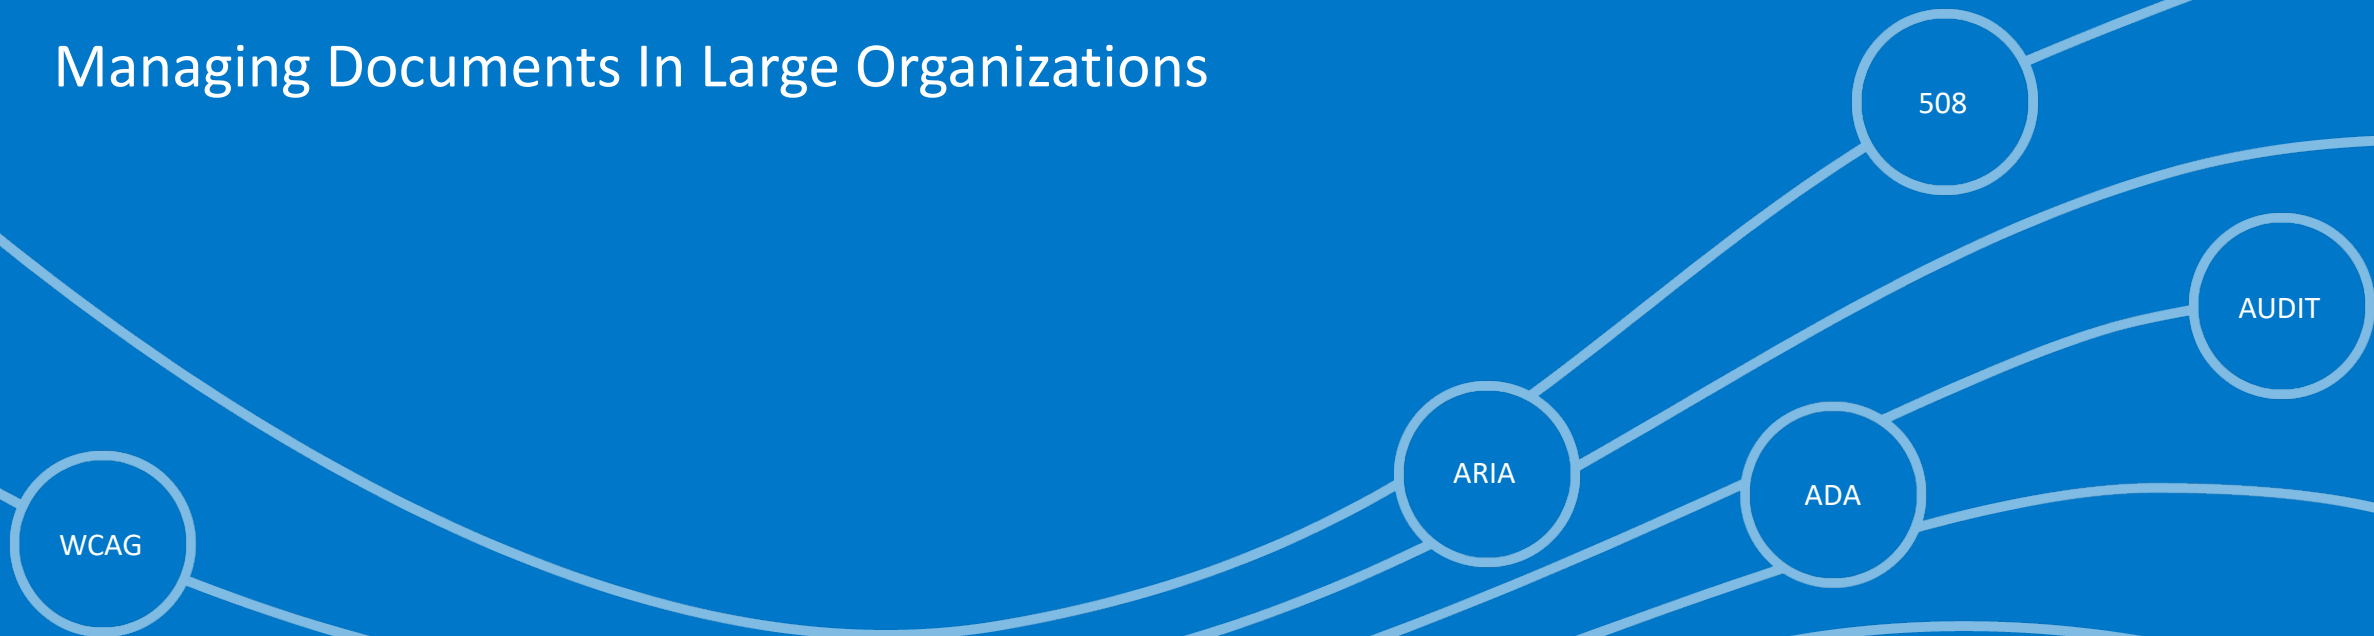 Managing Documents In Large Organizations
508
AUDIT
ARIA
ADA
WCAG